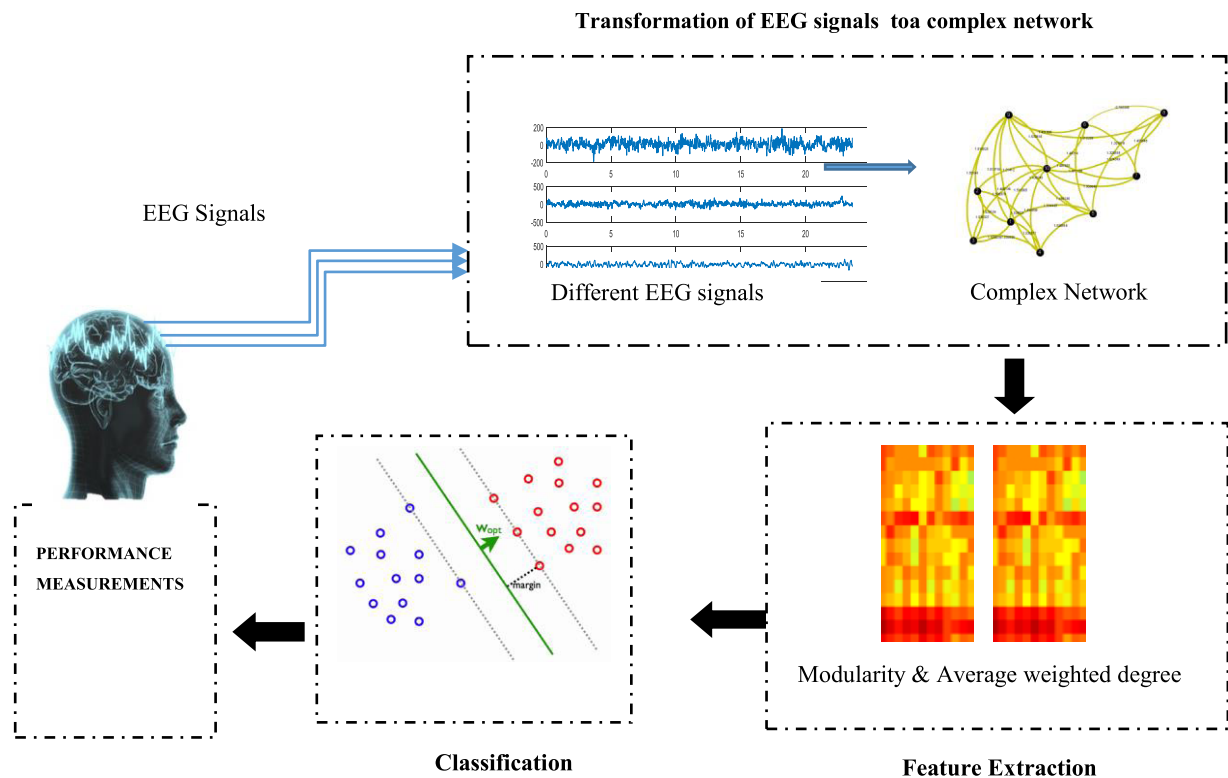 Transformation of EEG signals toa complex network
EEG Signals
200
0
-200
0 5 10 15 20
500
0
-500
0 5 10 15 20
500
0
Different EEG signals
Complex Network
PERFORMANCE
MEASUREMENTS
Wopt
margin
Modularity & Average weighted degree
Classification
Feature Extraction